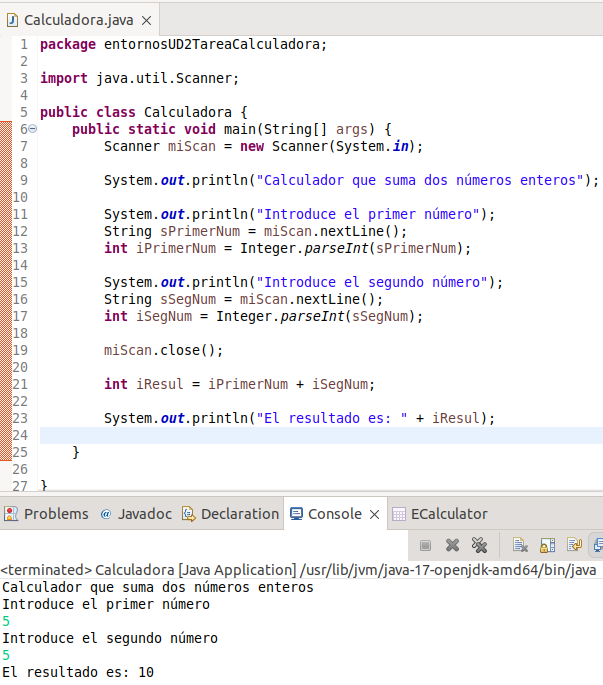 Calculadora.java
1 package entornosUD2TareaCalculadora;
2
3 import java.util.Scanner;
4
5 public class Calculadora {
6 public static void main(String[] args) {
7 Scanner miScan = new Scanner(System.in);
8
9 System.out.println("Calculador que suma dos números enteros");
10
11 System.out.println("Introduce el primer número");
12 String sPrimerNum = miScan.nextLine();
13 int iPrimerNum = Integer.parseInt(sPrimerNum);
14
15 System.out.println("Introduce el segundo número");
16 String sSegNum = miScan.nextLine();
17 int iSegNum = Integer.parseInt(sSegNum);
18
19 miScan.close();
20
21 int iResul = iPrimerNum + iSegNum;
22
23 System.out.println("El resultado es: " + iResul);
24
25 }
26
27 }
Problems Javadoc Declaration Console ECalculator
<terminated> Calculadora [Java Application] /usr/lib/jvm/java-17-openjdk-amd64/bin/java
Calculador que suma dos números enteros
Introduce el primer número
5
Introduce el segundo número
5
El resultado es: 10